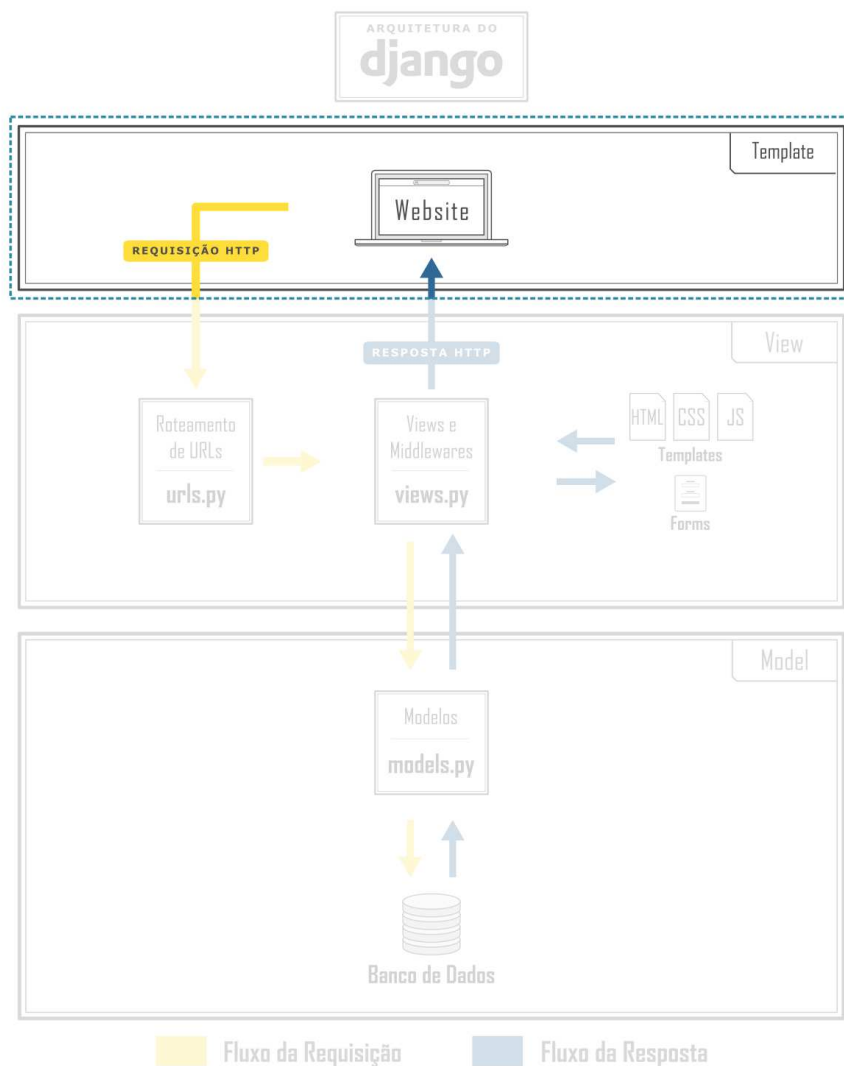 ARQUITETURA DO
django
Template
Website
REQUISIÇÃO HTTP
View
RESPOSTA HTTP
Roteamento
de URLs
urls.py
Views e
Middlewares
views.py
HTML CSS JS
Templates
Forms
Model
Modelos
models.py
Banco de Dados
Fluxo da Requisição
Fluxo da Resposta